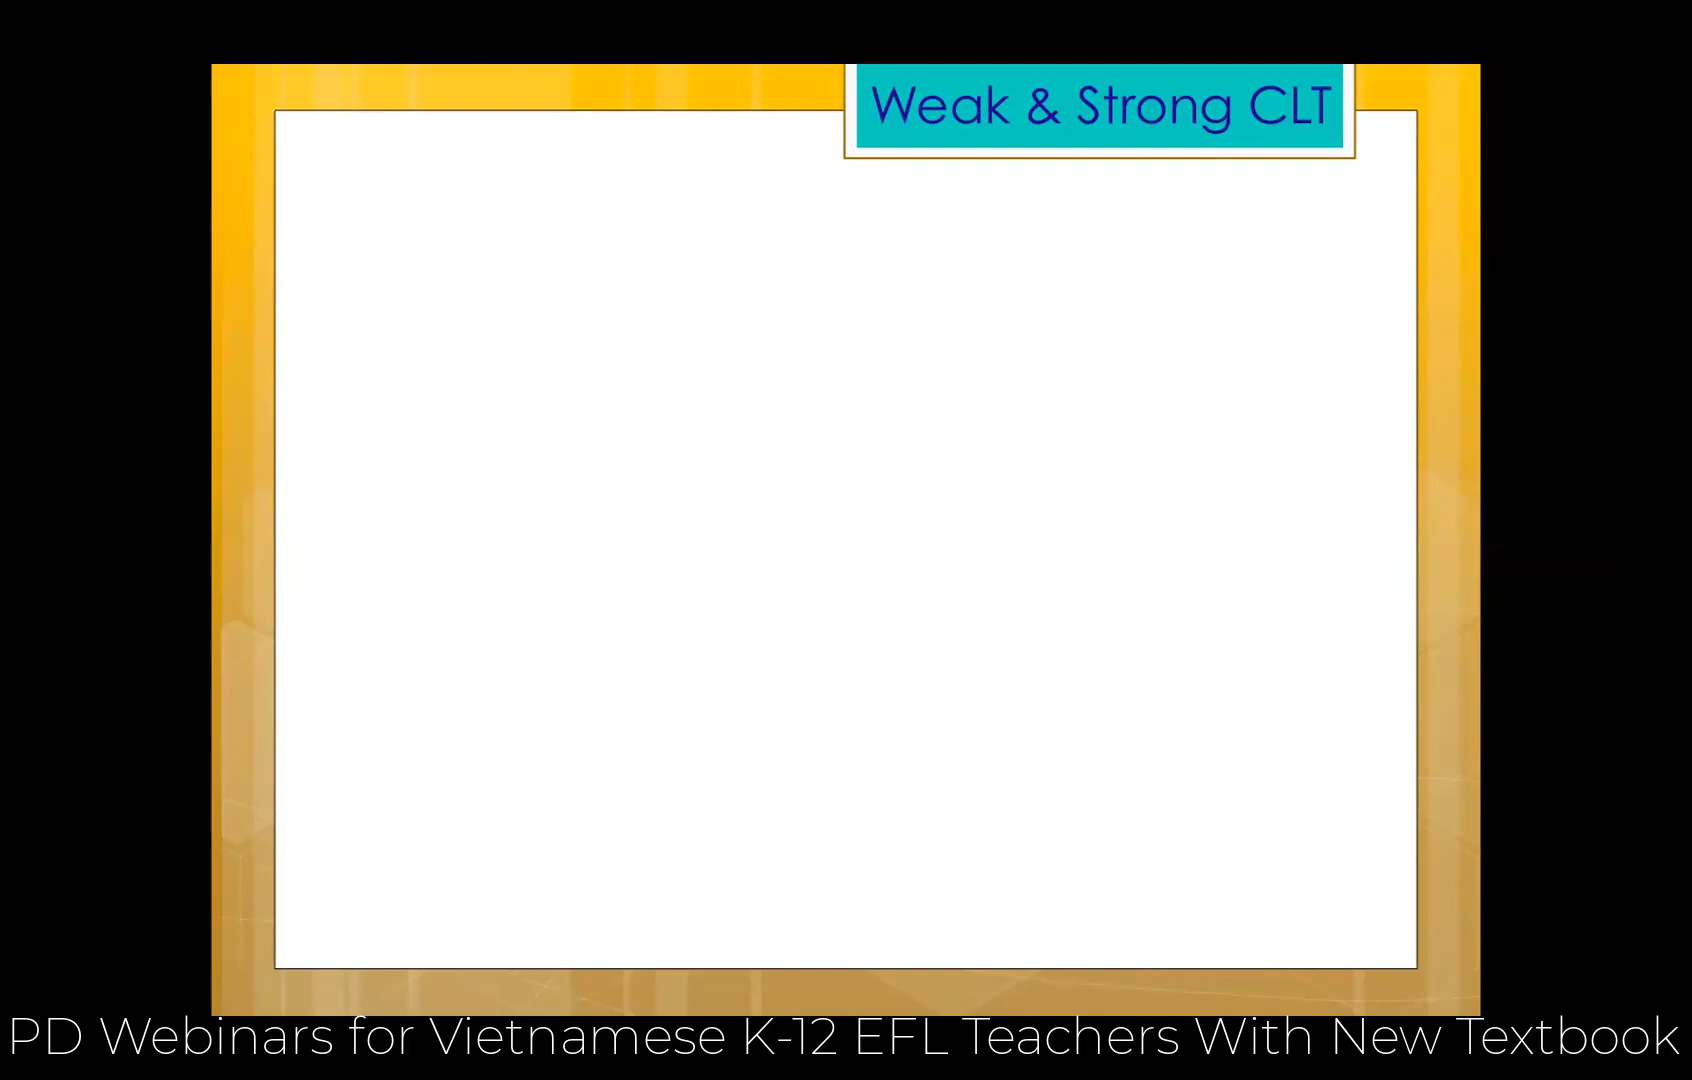 Weak & Strong CLT
PD Webinars for Vietnamese K-12 EFL Teachers With New Textbook